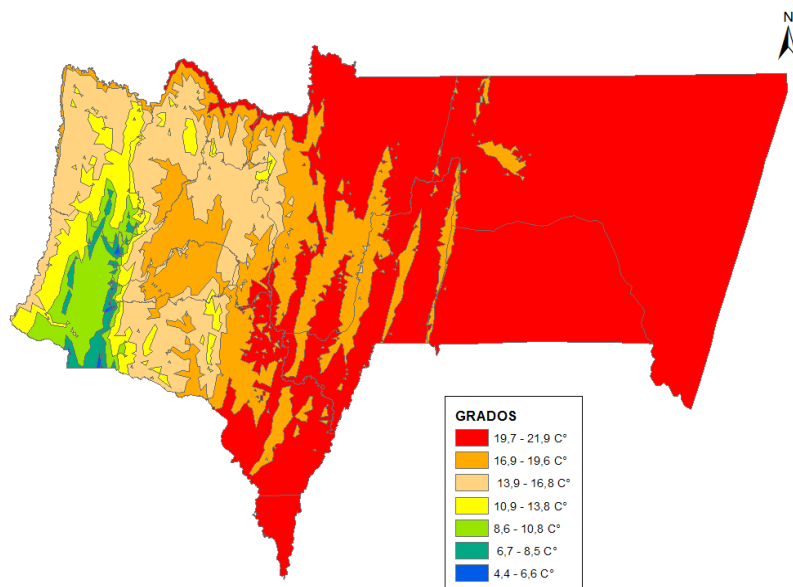 N
GRADOS
19,7 - 21,9 C°
16,9 - 19,6 C°
13,9 - 16,8 C°
10,9 - 13,8 C°
8,6 - 10,8 C°
6,7 - 8,5 C°
4,4 - 6,6 C°